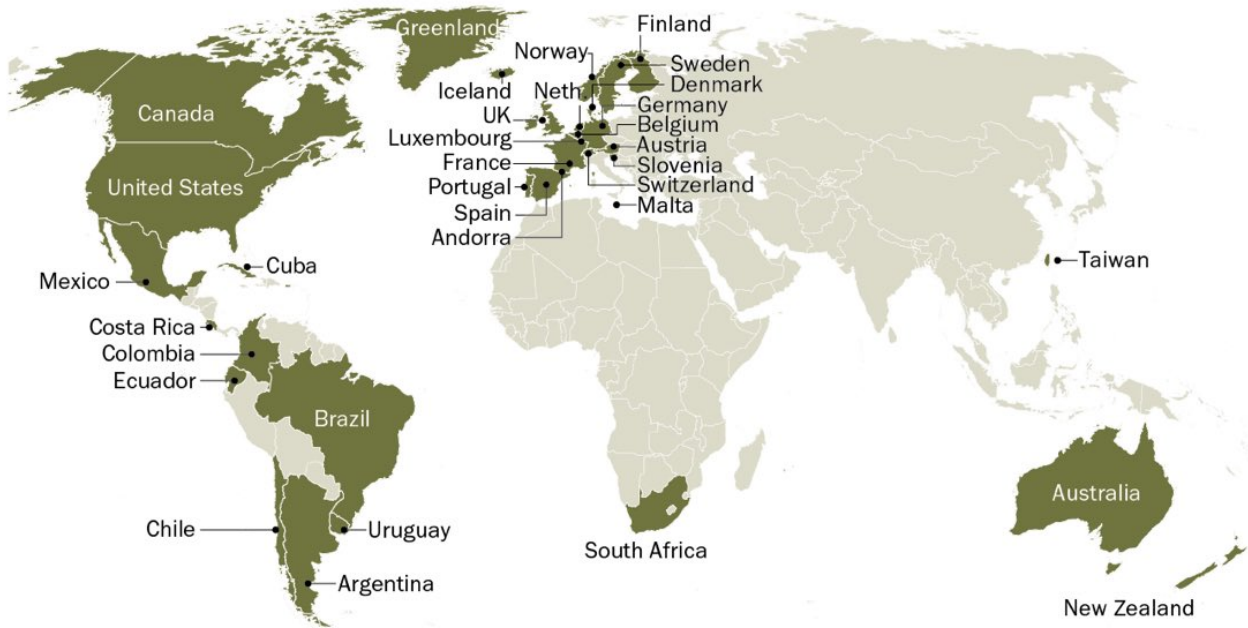 Greenland
Finland
Norway
Sweden
Iceland
Neth.
Denmark
Canada
UK
Germany
Luxembourg
Belgium
Austria
France
Slovenia
United States
Portugal
Switzerland
Spain
Malta
Andorra
Mexico
Cuba
Taiwan
Costa Rica
Colombia
Ecuador
Brazil
Australia
Chile
Uruguay
South Africa
Argentina
New Zealand